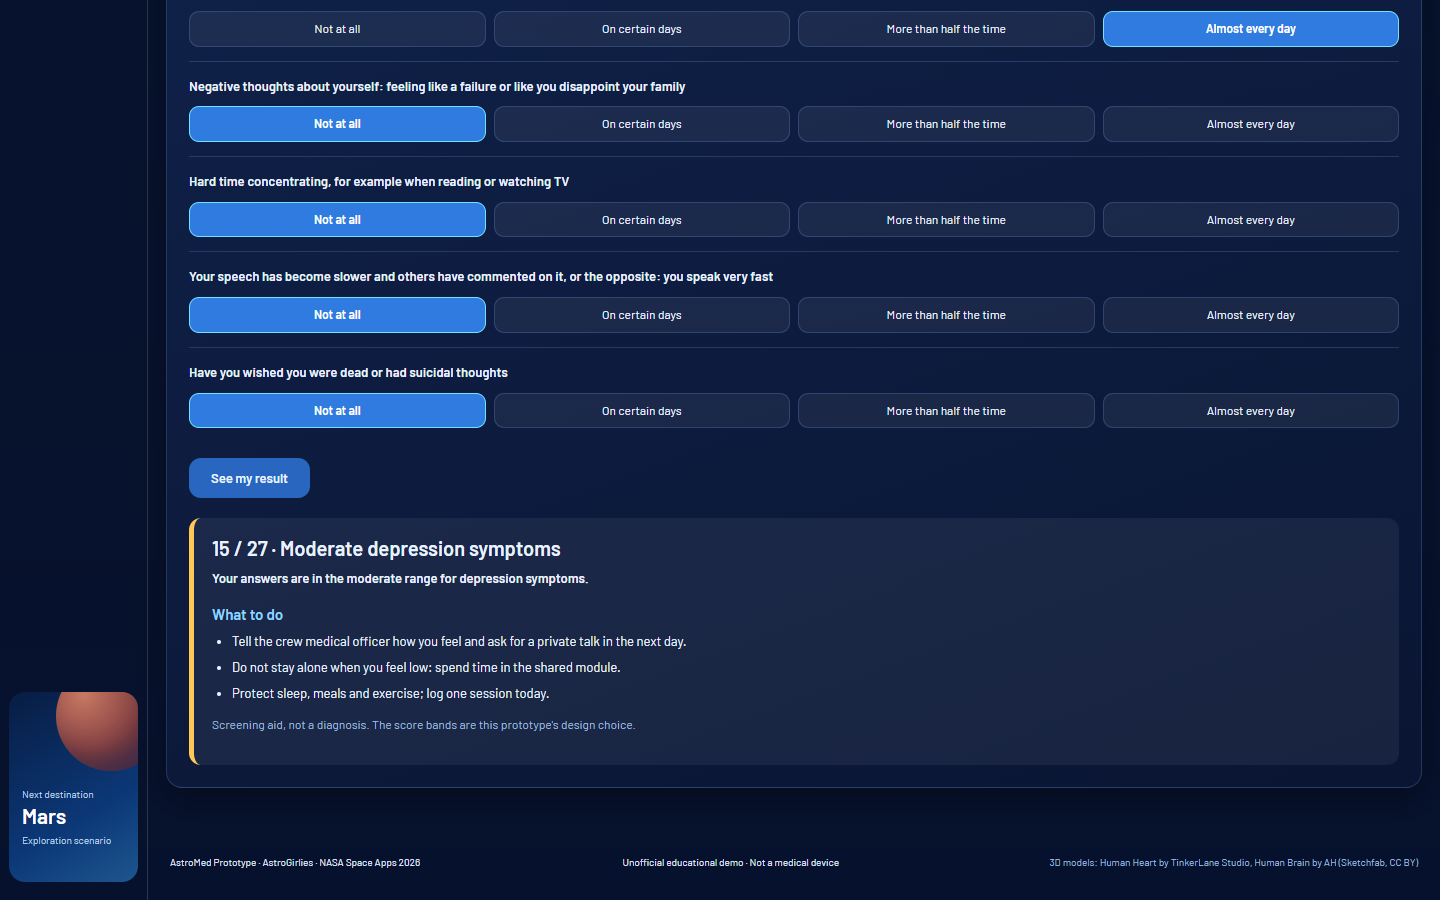 Not at all
On certain days
More than half the time
Almost every day
Negative thoughts about yourself: feeling like a failure or like you disappoint your family
Not at all
On certain days
More than half the time
Almost every day
Hard time concentrating, for example when reading or watching TV
Not at all
On certain days
More than half the time
Almost every day
Your speech has become slower and others have commented on it, or the opposite: you speak very fast
Not at all
On certain days
More than half the time
Almost every day
Have you wished you were dead or had suicidal thoughts
Not at all
On certain days
More than half the time
Almost every day
See my result
15 / 27 · Moderate depression symptoms
Your answers are in the moderate range for depression symptoms.
What to do
• Tell the crew medical officer how you feel and ask for a private talk in the next day.
• Do not stay alone when you feel low: spend time in the shared module.
• Protect sleep, meals and exercise; log one session today.
Screening aid, not a diagnosis. The score bands are this prototype's design choice.
Next destination
Mars
Exploration scenario
AstroMed Prototype · AstroGirlies · NASA Space Apps 2026
Unofficial educational demo · Not a medical device
3D models: Human Heart by TinkerLane Studio, Human Brain by AH (Sketchfab, CC BY)